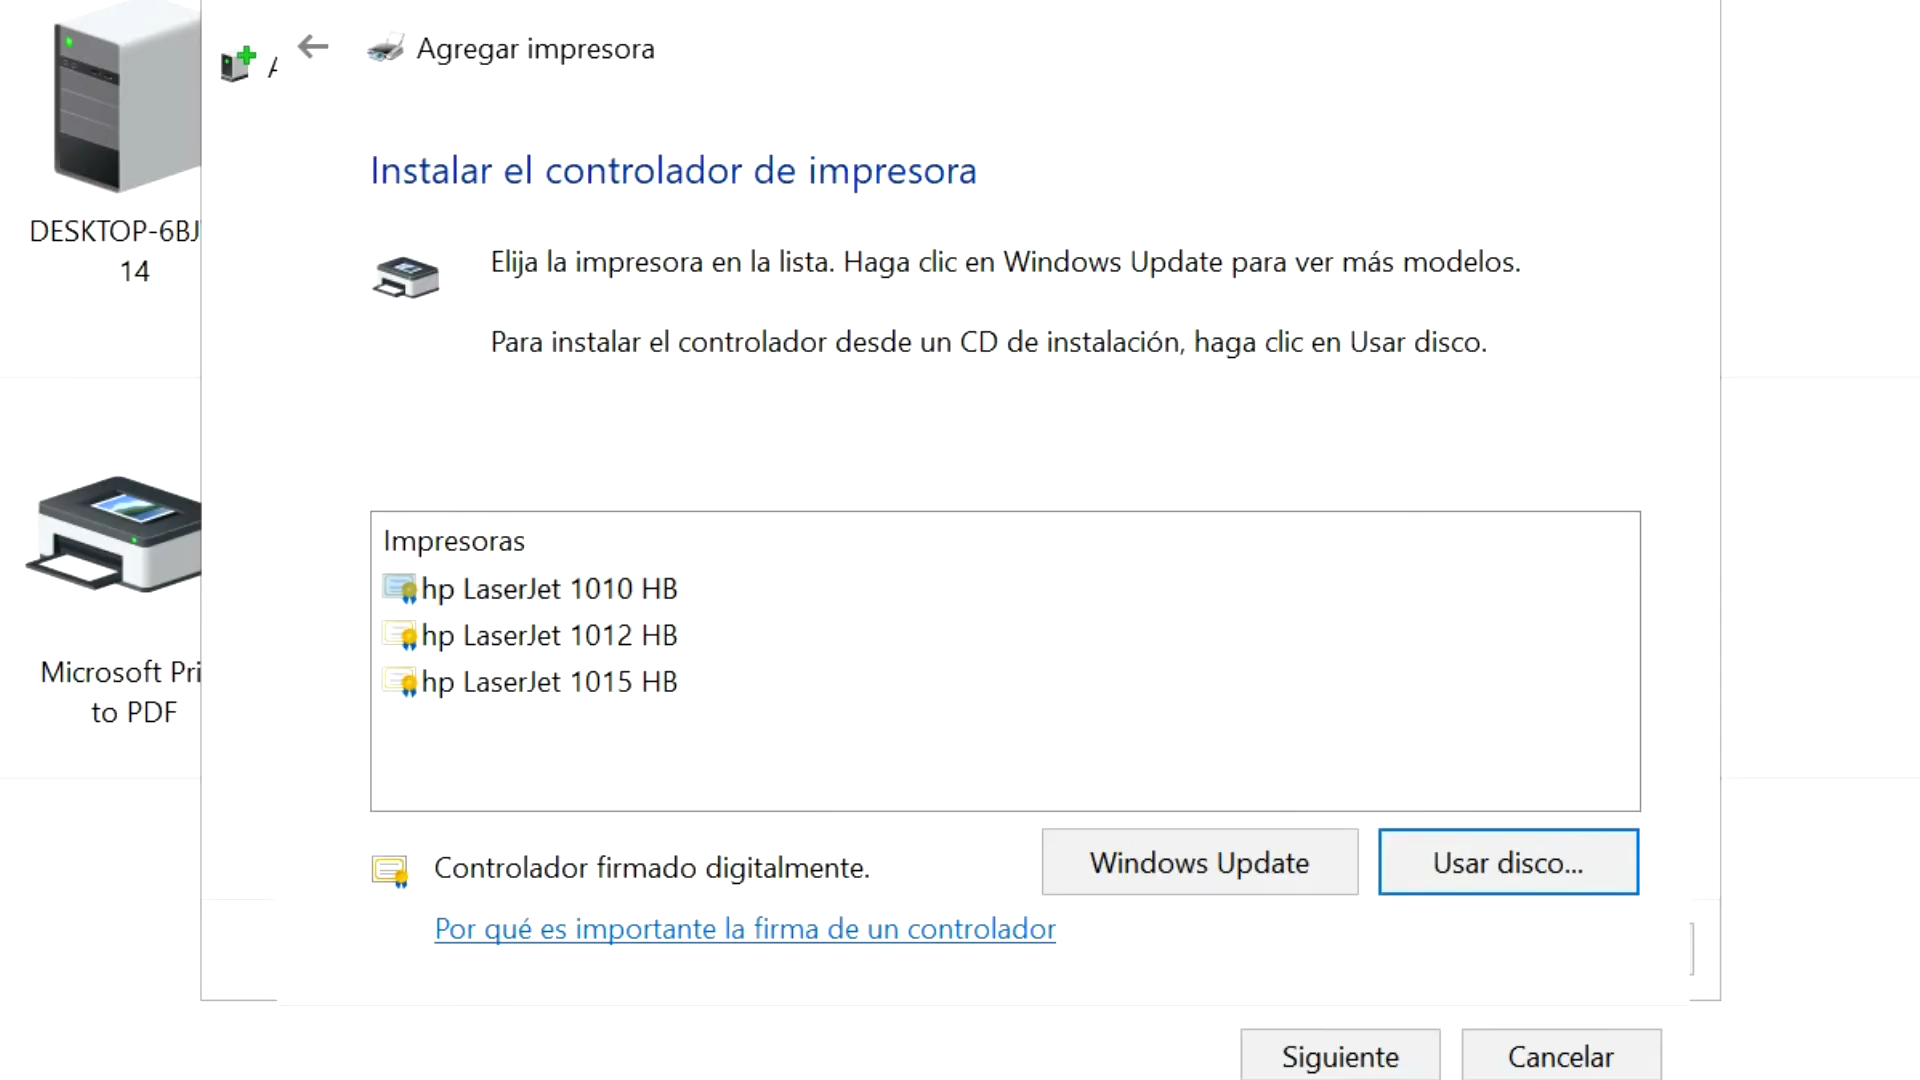 Agregar impresora
Instalar el controlador de impresora
Elija la impresora en la lista. Haga clic en Windows Update para ver más modelos.
Para instalar el controlador desde un CD de instalación, haga clic en Usar disco.
DESKTOP-6BJ
14
Microsoft Pri
to PDF
Impresoras
hp LaserJet 1010 HB
hp LaserJet 1012 HB
hp LaserJet 1015 HB
Controlador firmado digitalmente.
Windows Update
Usar disco...
Por qué es importante la firma de un controlador
Siguiente
Cancelar